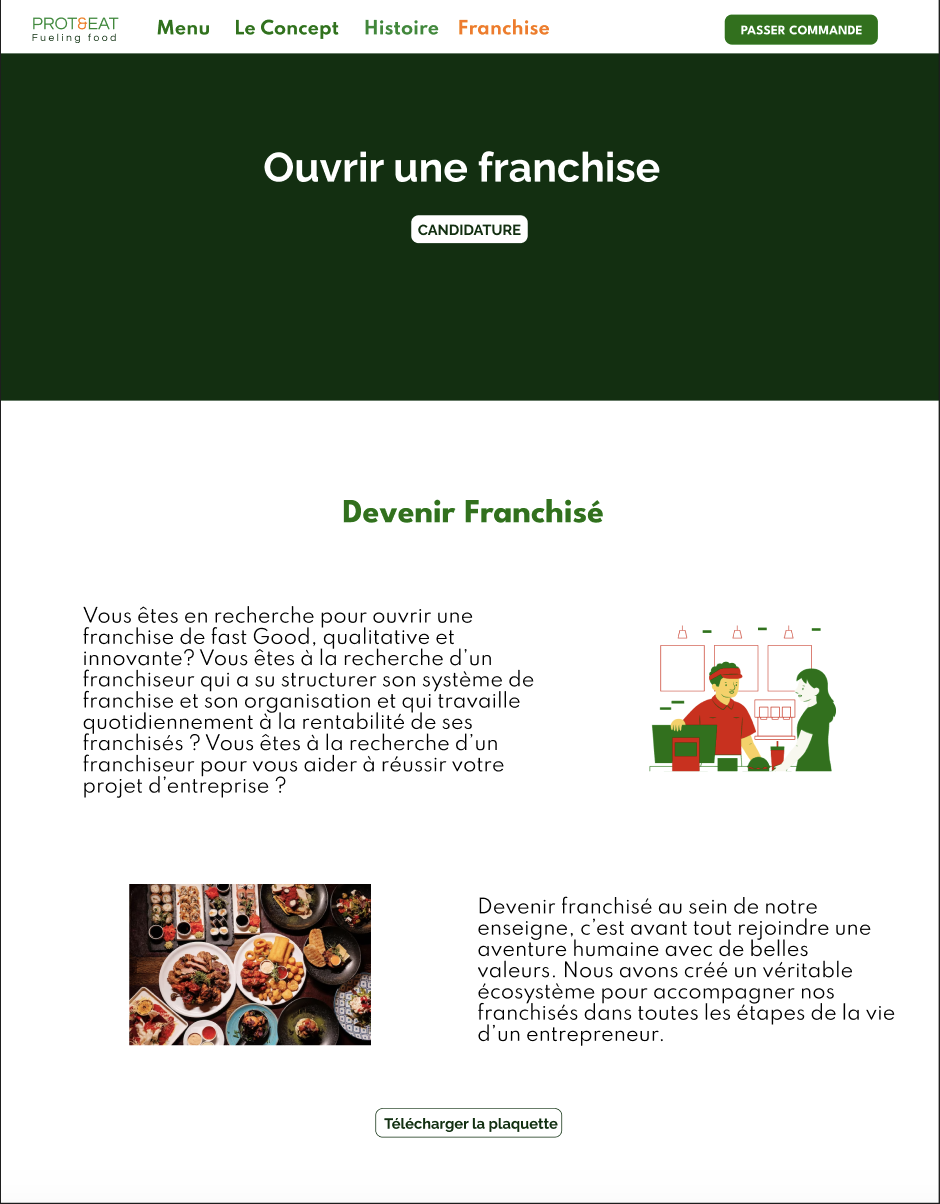 PROT&EAT
Fueling food
Menu Le Concept Histoire Franchise
PASSER COMMANDE
Ouvrir une franchise
CANDIDATURE
Devenir Franchisé
Vous êtes en recherche pour ouvrir une
franchise de fast Good, qualitative et
innovante? Vous êtes à la recherche d'un
franchiseur qui a su structurer son système de
franchise et son organisation et qui travaille
quotidiennement à la rentabilité de ses
franchisés ? Vous êtes à la recherche d'un
franchiseur pour vous aider à réussir votre
projet d'entreprise ?
Devenir franchisé au sein de notre
enseigne, c'est avant tout rejoindre une
aventure humaine avec de belles
valeurs. Nous avons créé un véritable
écosystème pour accompagner nos
franchisés dans toutes les étapes de la vie
d'un entrepreneur.
Télécharger la plaquette